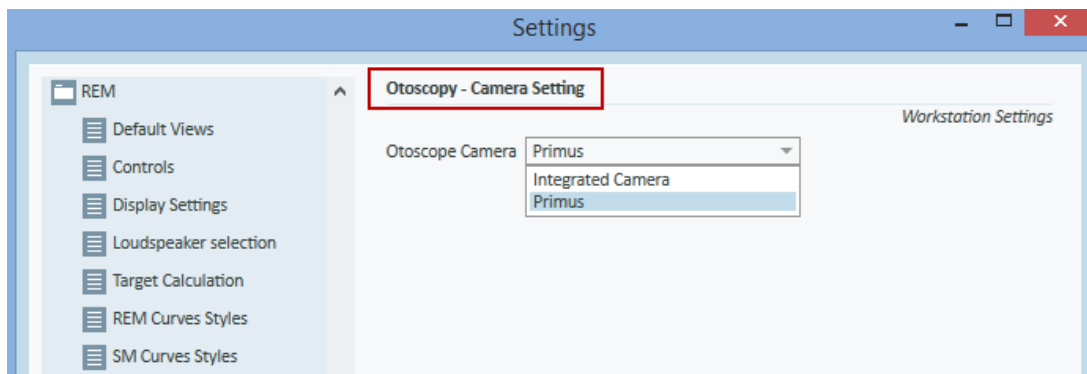 Settings
REM
Default Views
Controls
Display Settings
Loudspeaker selection
Target Calculation
REM Curves Styles
SM Curves Styles
Otoscopy - Camera Setting
Workstation Settings
Otoscope Camera Primus
Integrated Camera
Primus